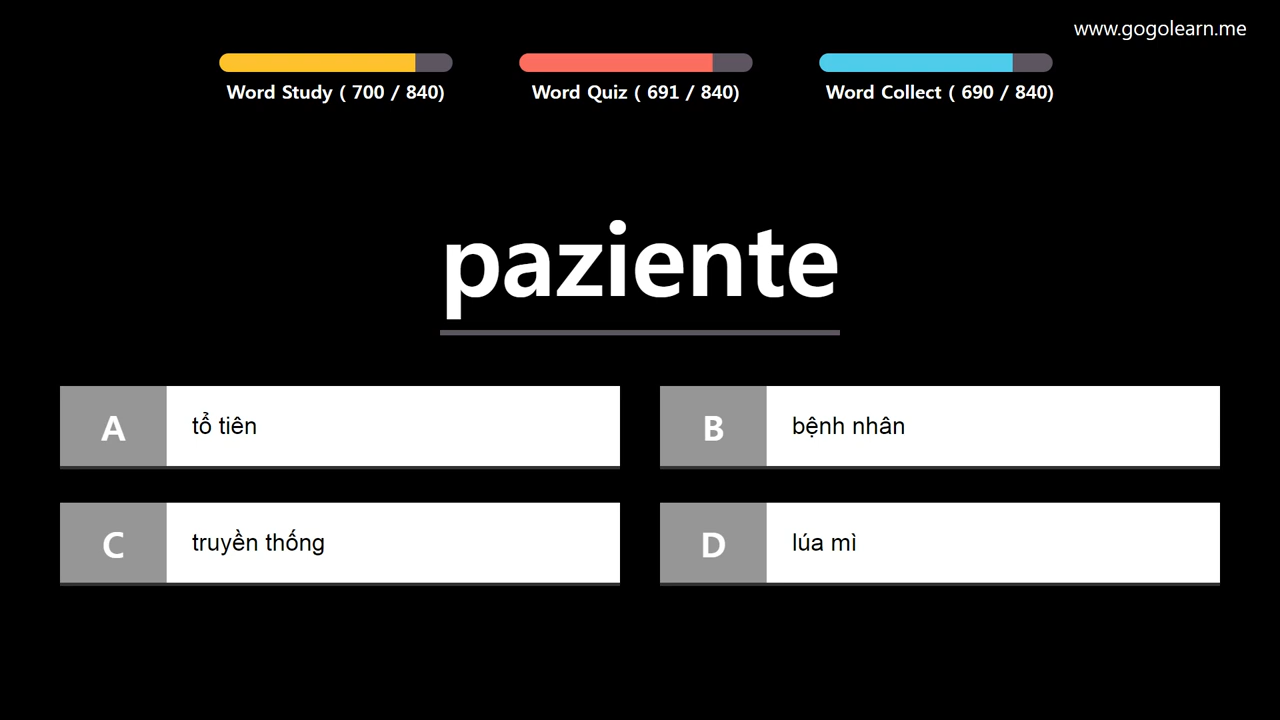 www.gogolearn.me
Word Study ( 700 / 840)
Word Quiz ( 691 / 840)
Word Collect ( 690 / 840)
paziente
A
tổ tiên
B
bệnh nhân
C
truyền thống
D
lúa mì